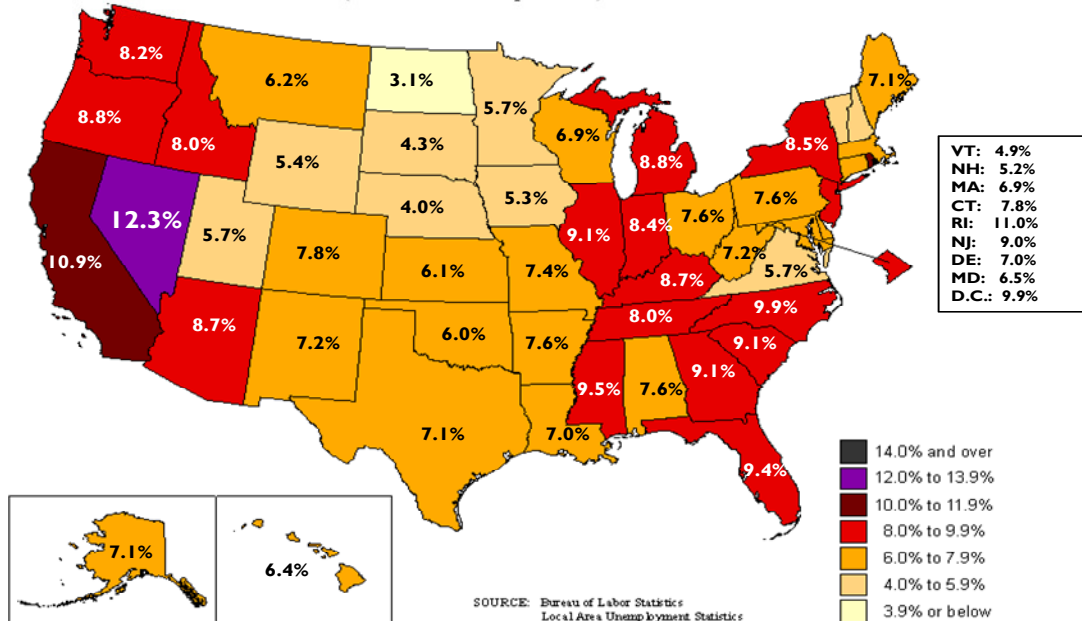 8.2%
8.8%
8.0%
6.2%
3.1%
5.7%
7.1%
5.4%
4.3%
6.9%
8.8%
8.5%
4.0%
5.3%
12.3%
5.7%
7.8%
6.1%
7.4%
9.1%
8.4%
7.6%
7.6%
7.2%
5.7%
10.9%
8.7%
7.2%
6.0%
7.6%
8.7%
8.0%
9.9%
9.1%
9.1%
9.5%
7.6%
7.1%
7.0%
9.4%
7.1%
6.4%
VT: 4.9%
NH: 5.2%
MA: 6.9%
CT: 7.8%
RI: 11.0%
NJ: 9.0%
DE: 7.0%
MD: 6.5%
D.C.: 9.9%
14.0% and over
12.0% to 13.9%
10.0% to 11.9%
8.0% to 9.9%
6.0% to 7.9%
4.0% to 5.9%
3.9% or below
SOURCE: Bureau of Labor Statistics
Local Area Unemployment Statistics